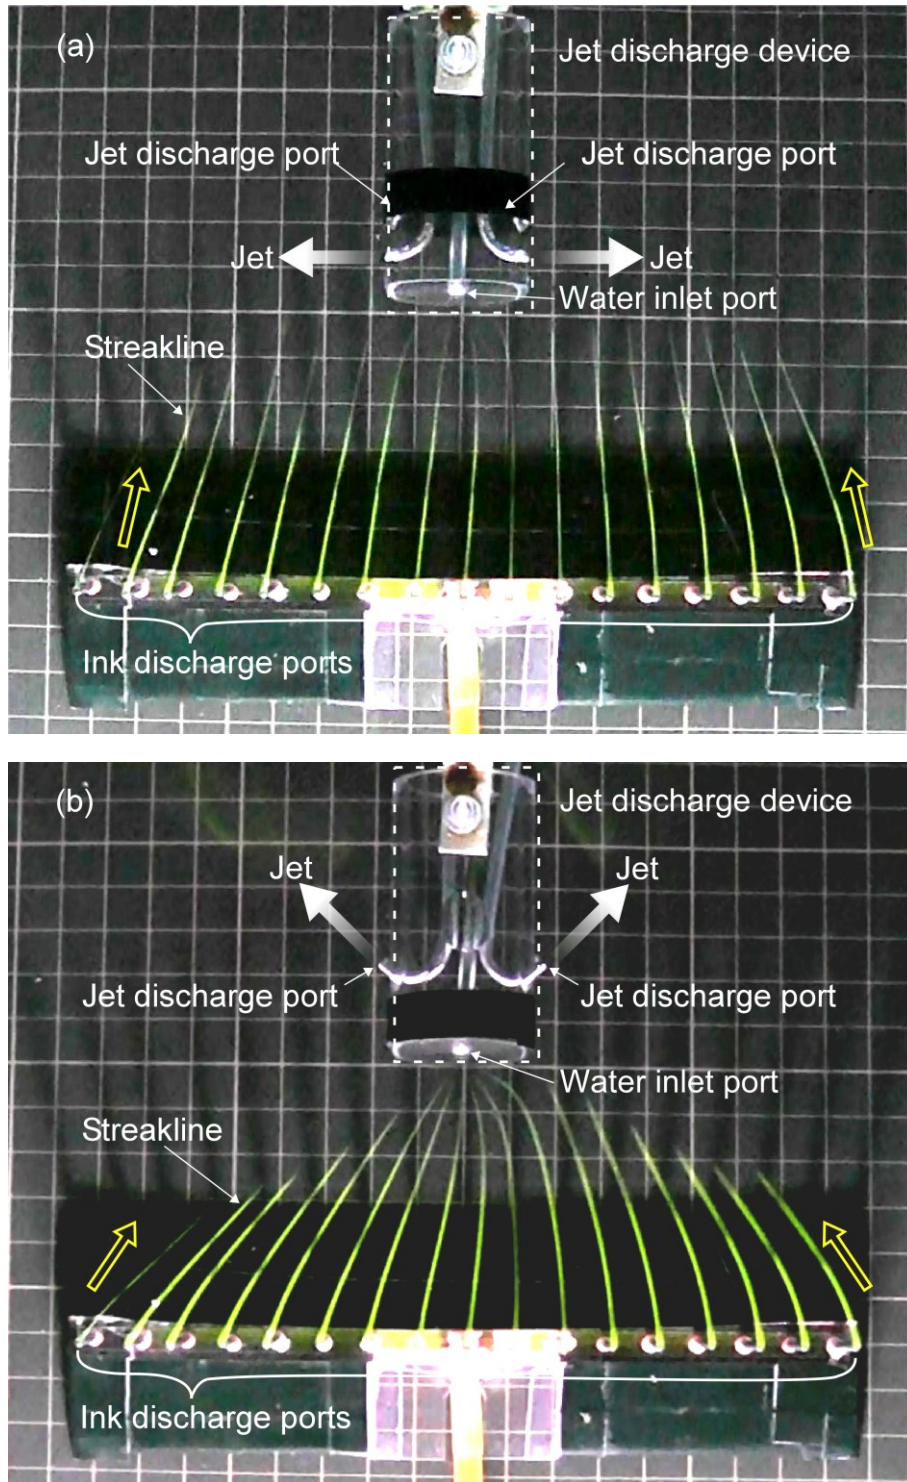 (a)
Jet discharge device
Jet discharge port
Jet discharge port
Jet
Jet
Water inlet port
Streakline
Ink discharge ports
(b)
Jet discharge device
Jet
Jet
Jet discharge port
Jet discharge port
Water inlet port
Streakline
Ink discharge ports